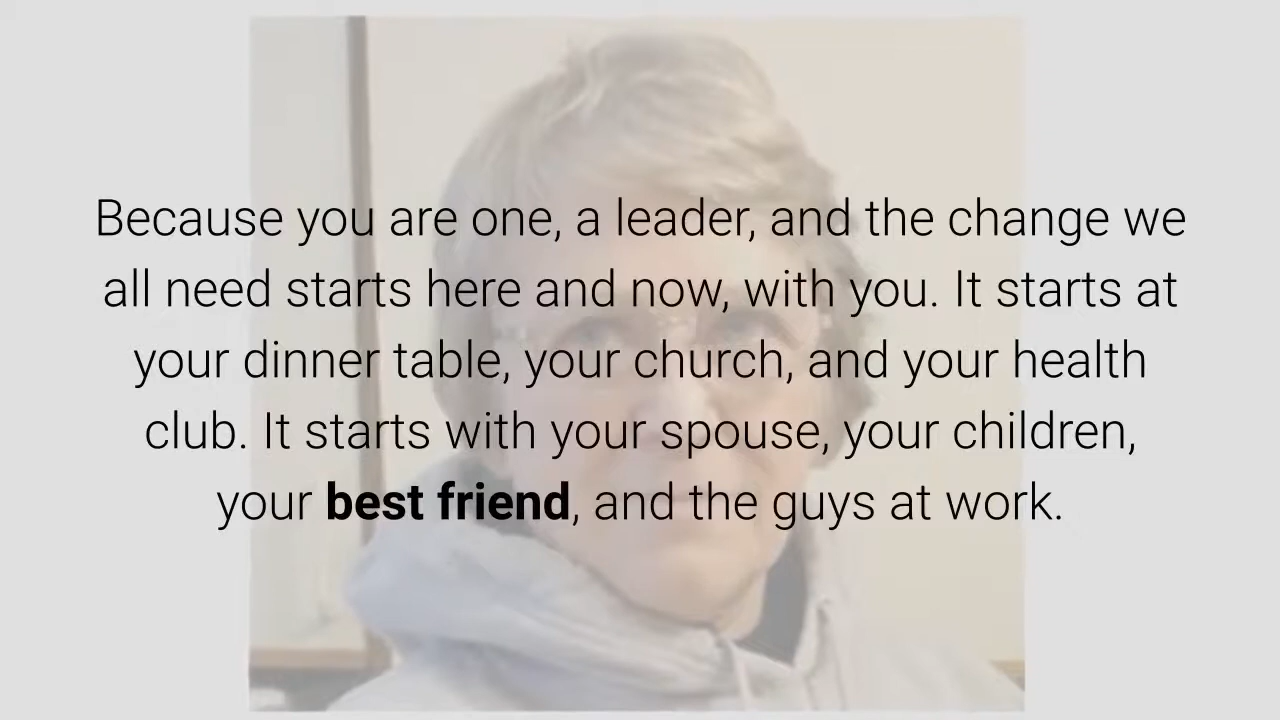 Because you are one, a leader, and the change we
all need starts here and now, with you. It starts at
your dinner table, your church, and your health
club. It starts with your spouse, your children,
your best friend, and the guys at work.